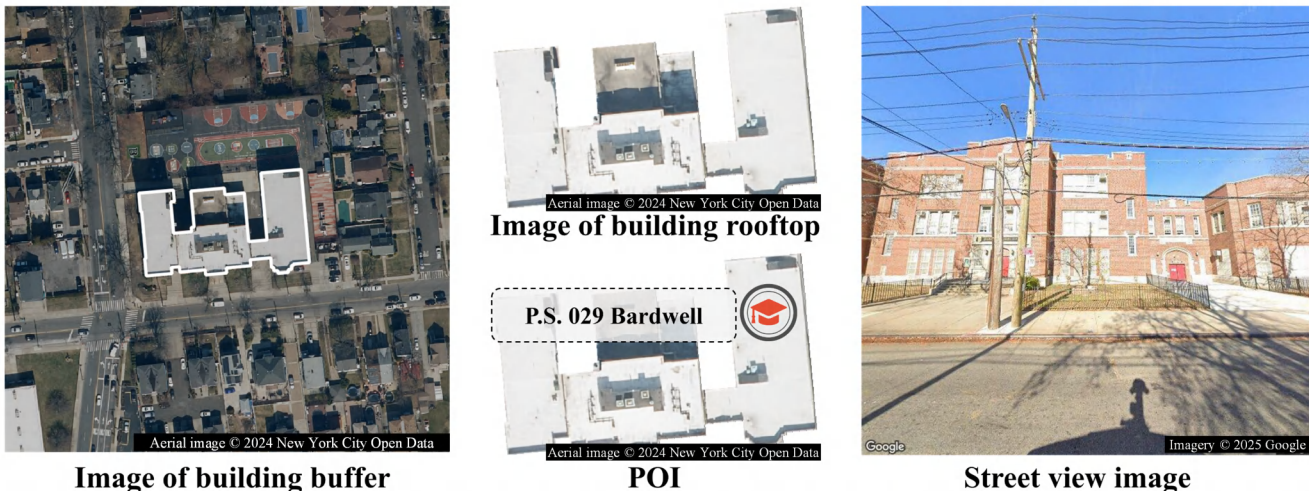 Aerial image © 2024 New York City Open Data
Image of building buffer
Aerial image © 2024 New York City Open Data
Image of building rooftop
P.S. 029 Bardwell
Aerial image © 2024 New York City Open Data
POI
Google
Imagery © 2025 Google
Street view image